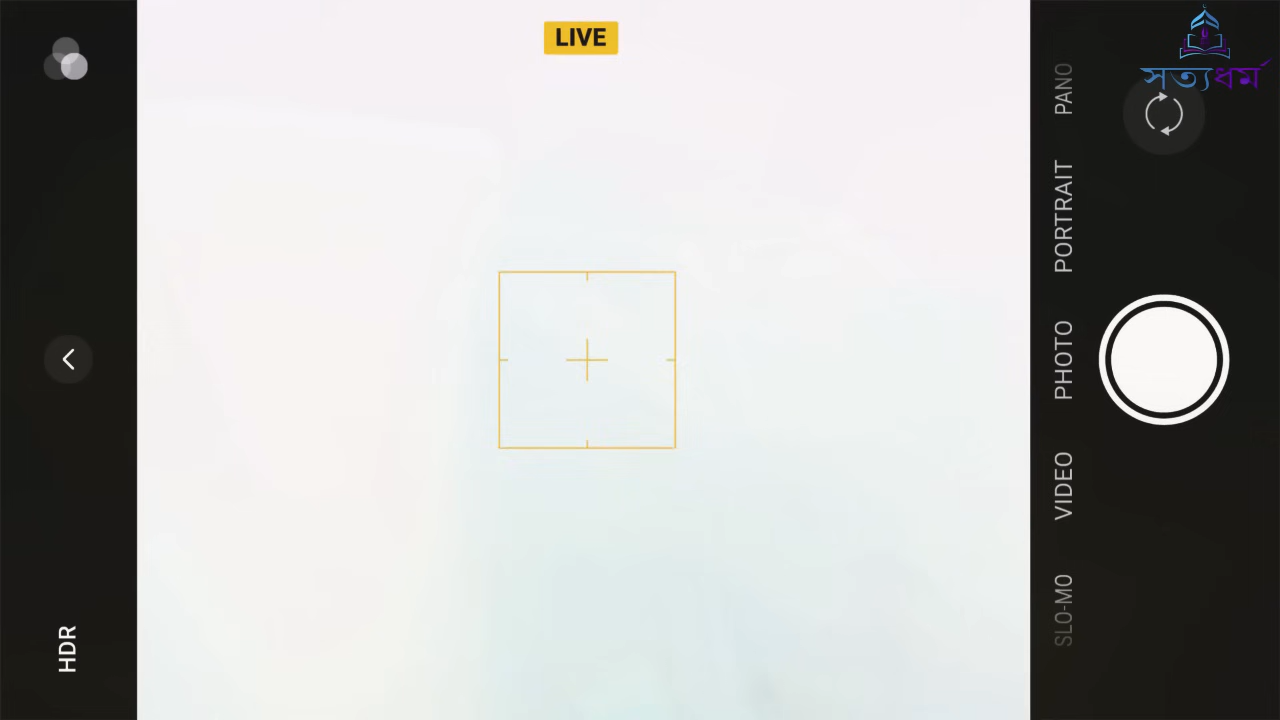 LIVE
সত্যধর্ম
PANO
PORTRAIT
PHOTO
VIDEO
SLO-MO
HDR